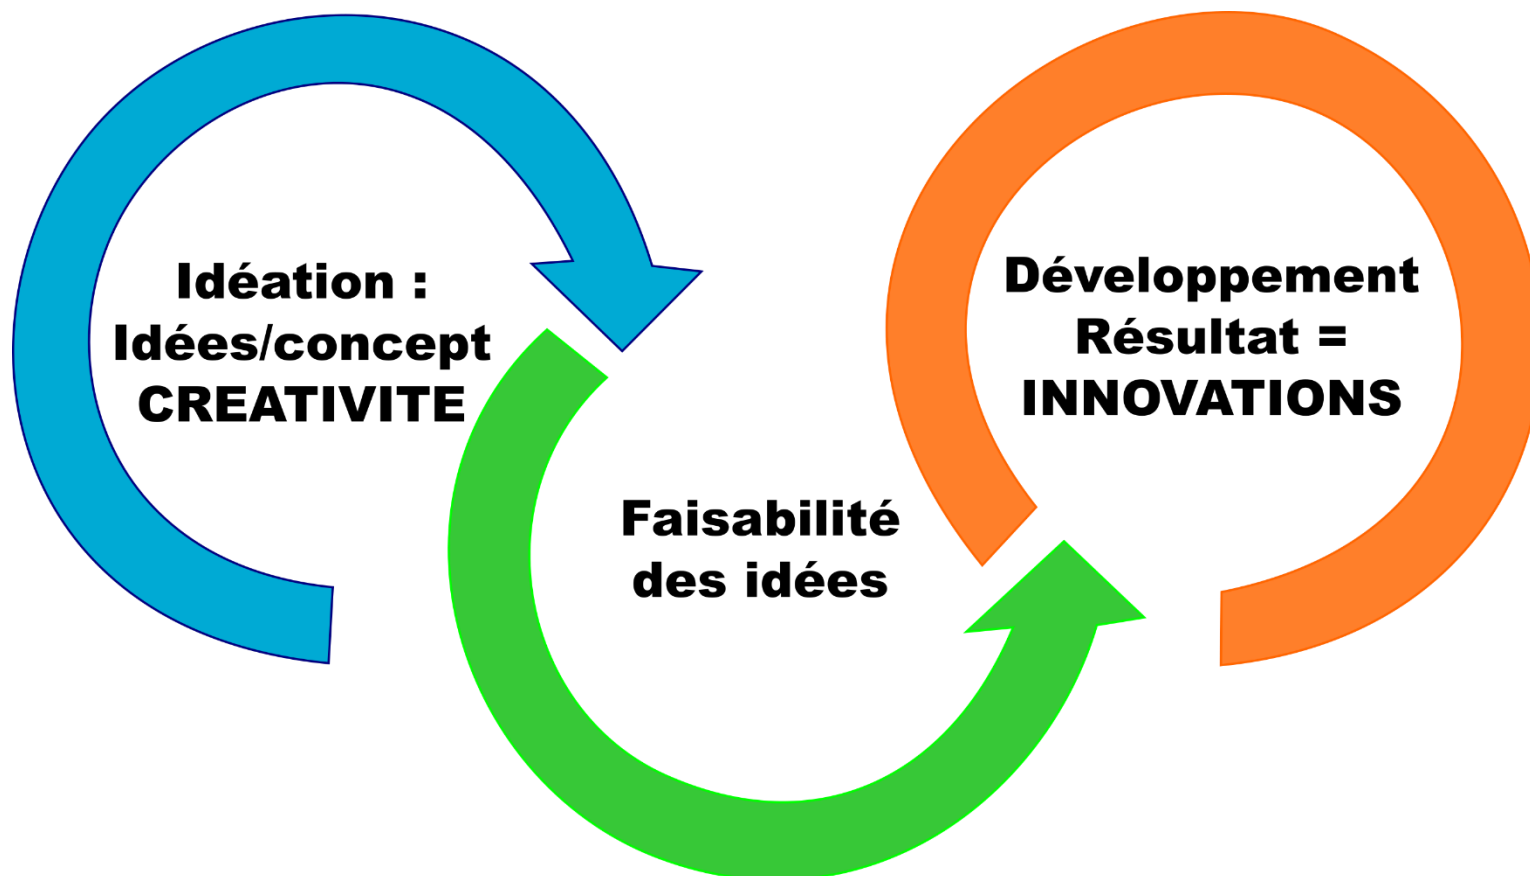 Idéation :
Idées/concept
CREATIVITE
Faisabilité
des idées
Développement
Résultat =
INNOVATIONS